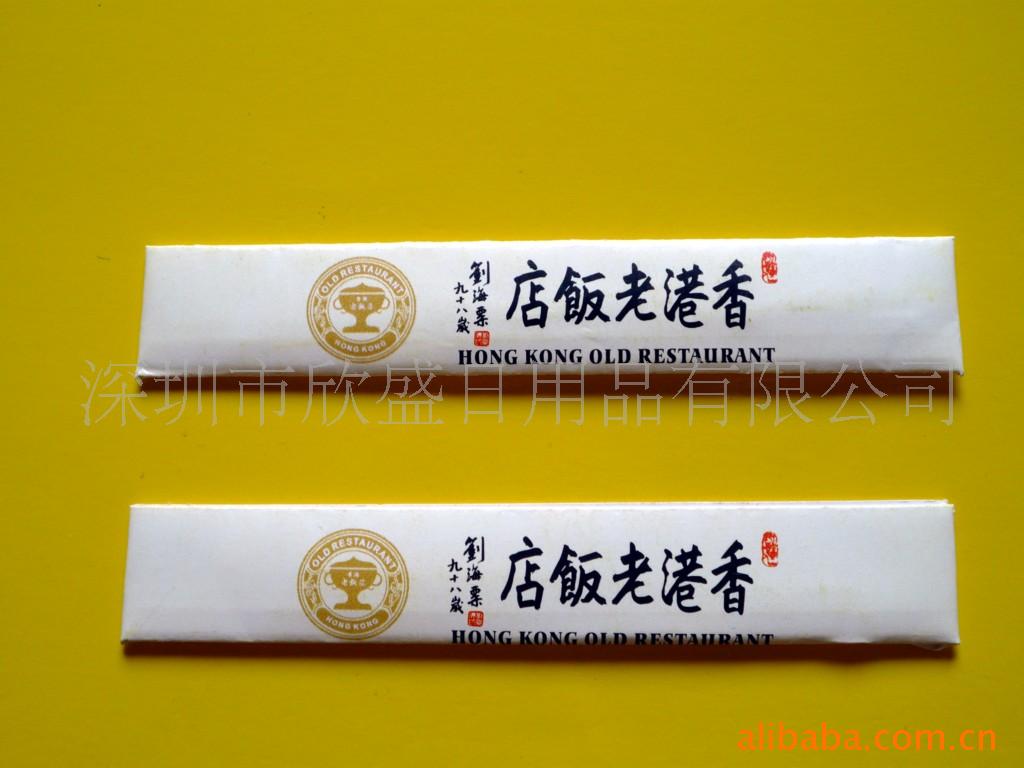 OLD RESTAURANT
HONG KONG
香港老飯店
劉海粟
九十八歲
HONG KONG OLD RESTAURANT
深圳市欣盛日用品有限公司
OLD RESTAURANT
HONG KONG
香港老飯店
劉海粟
九十八歲
HONG KONG OLD RESTAURANT
alibaba.com.cn